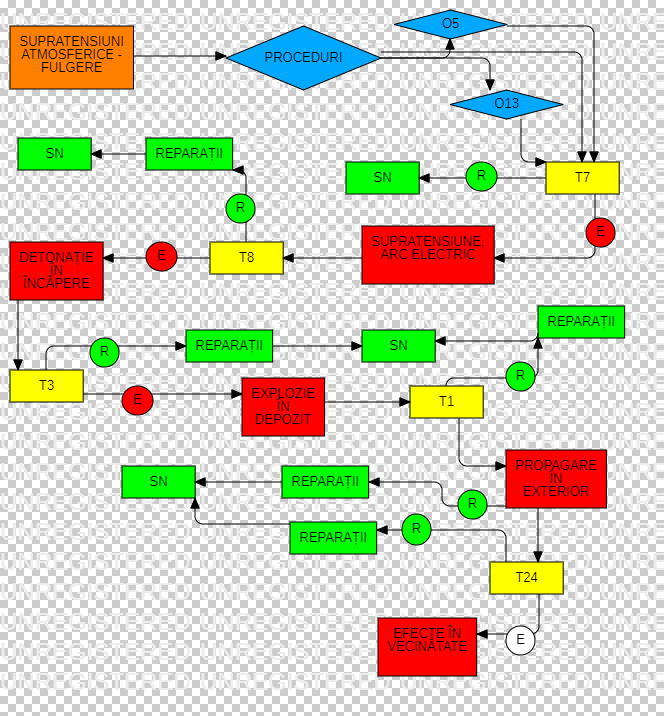 O5
SUPRATENSIUNI
ATMOSFERICE -
FULGERE
PROCEDURI
O13
SN
REPARAȚII
SN
R
T7
R
E
DETONAȚIE
ÎN
ÎNCĂPERE
E
T8
SUPRATENSIUNE,
ARC ELECTRIC
REPARAȚII
R
REPARAȚII
SN
T3
E
EXPLOZIE
ÎN
DEPOZIT
T1
R
SN
REPARAȚII
R
PROPAGARE
ÎN
EXTERIOR
REPARAȚII
R
T24
EFECTE ÎN
VECINĂTATE
E